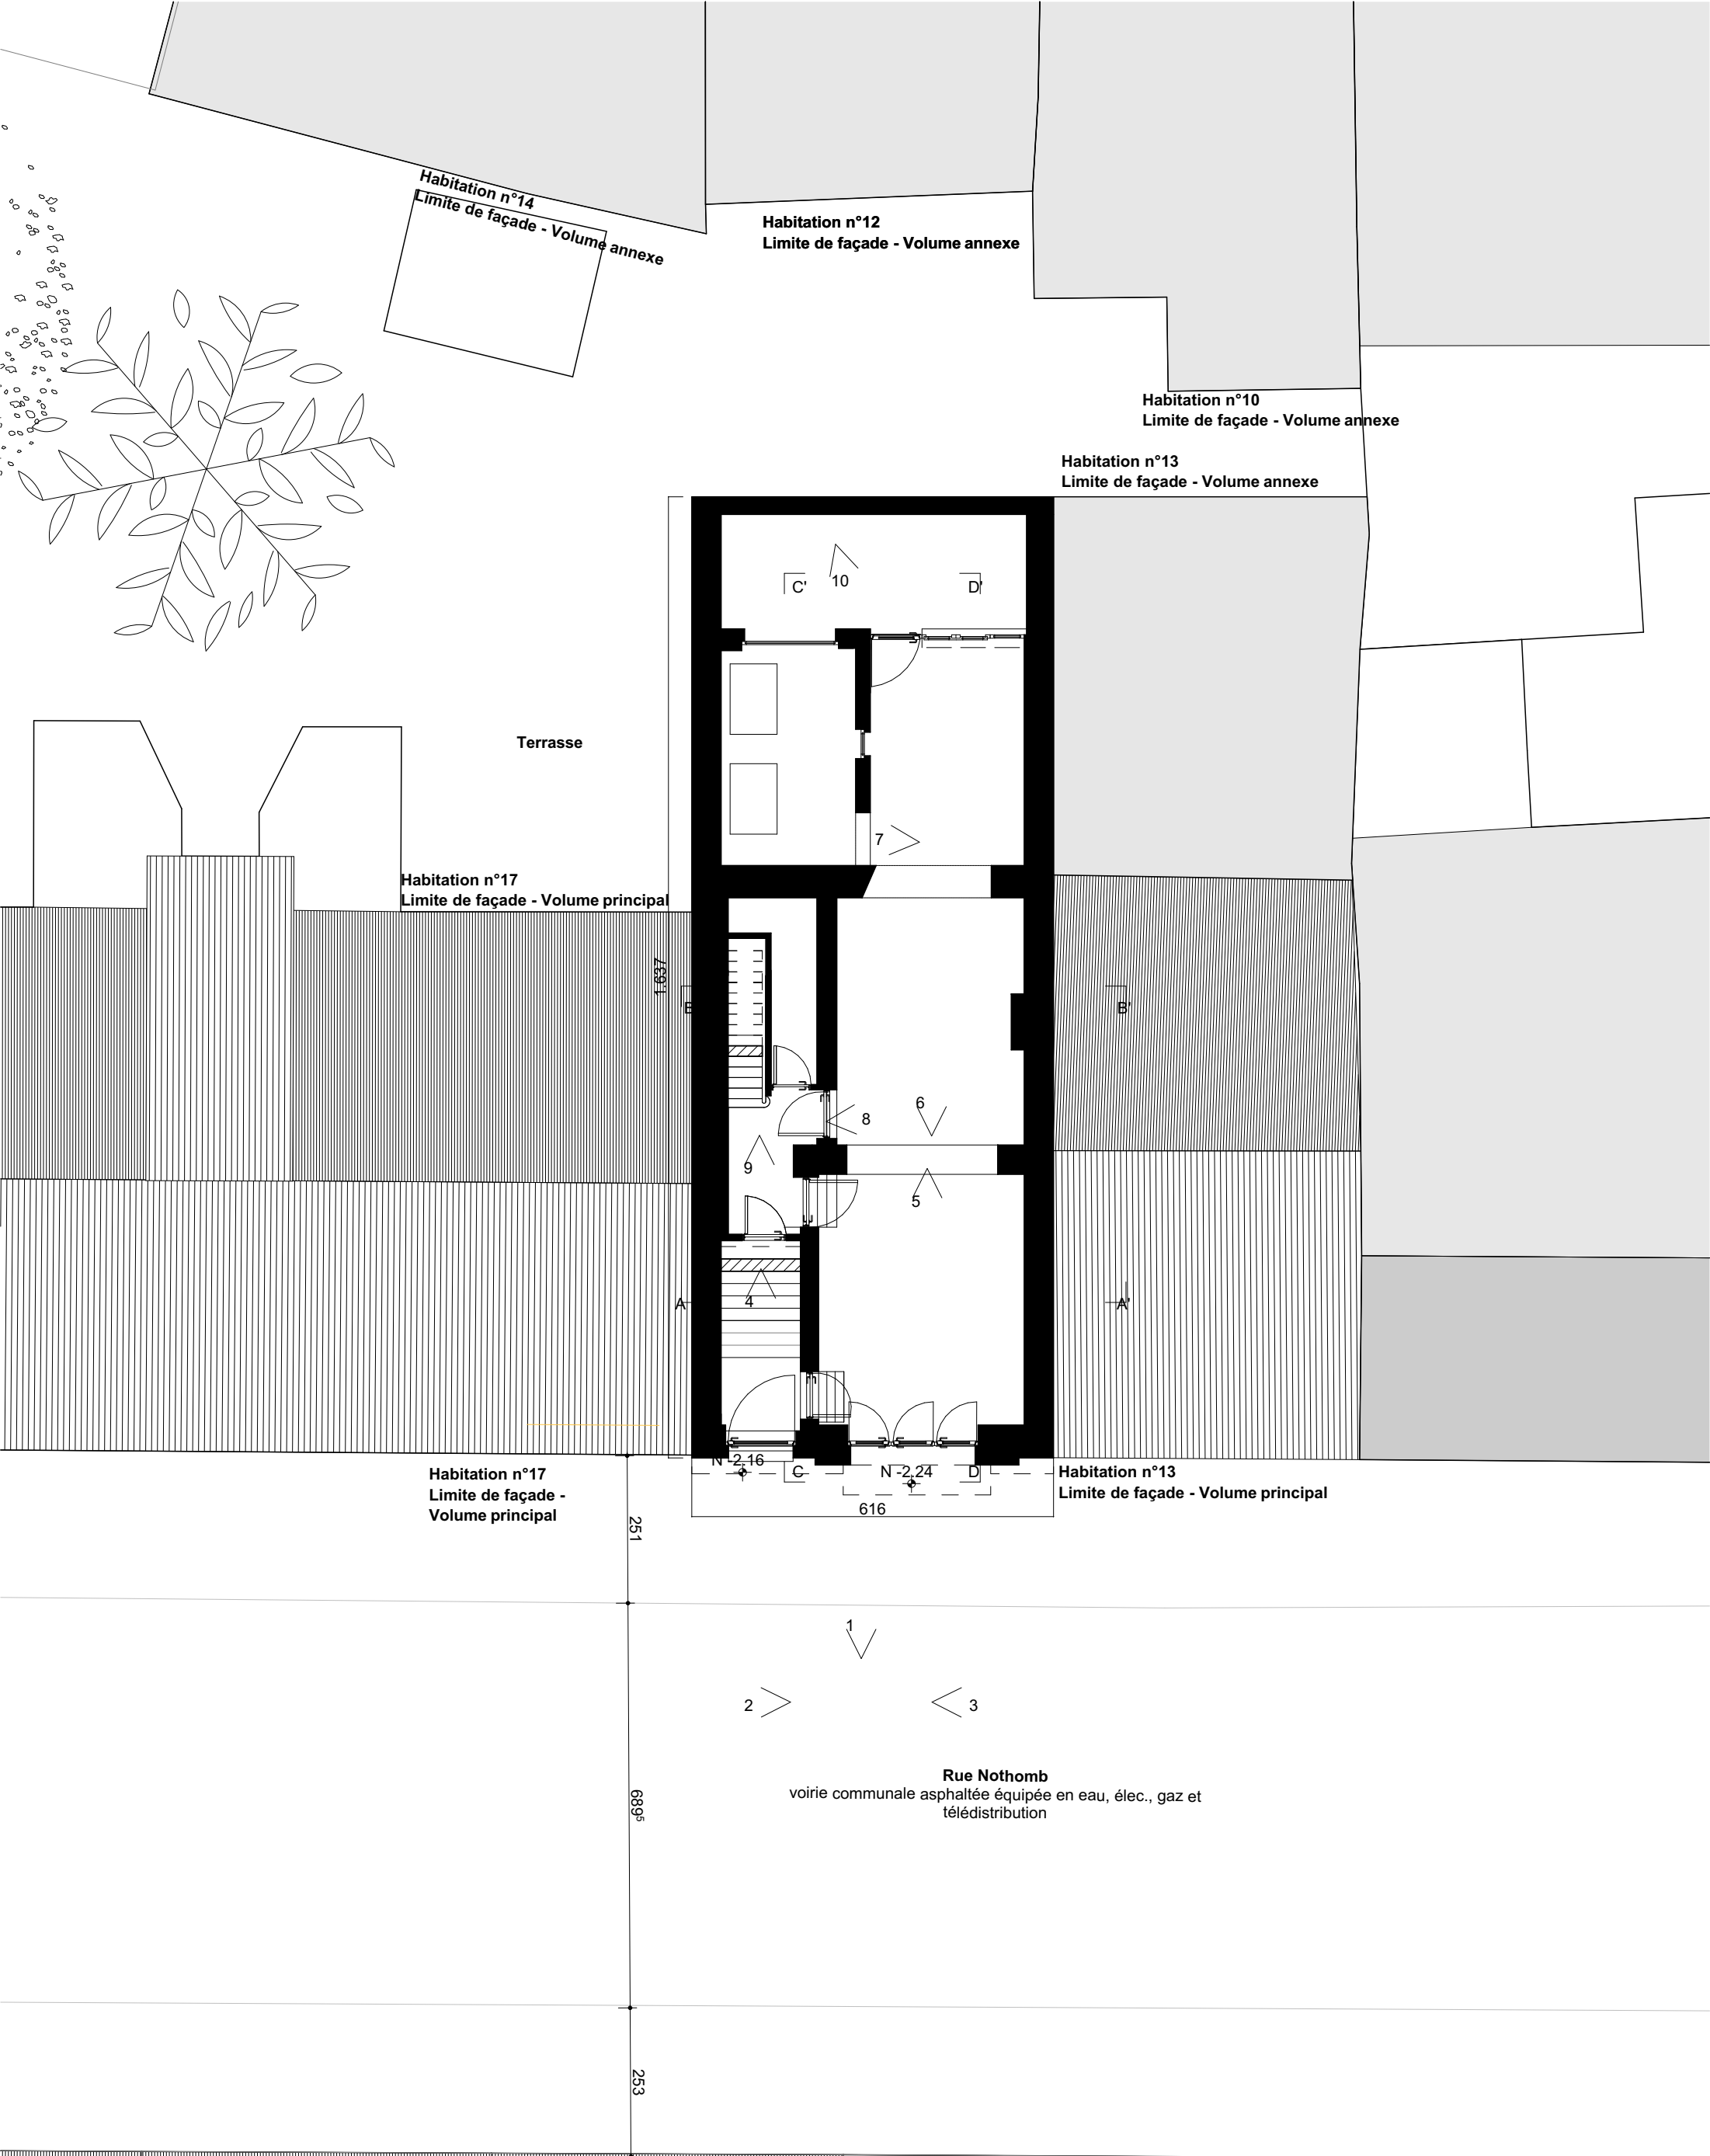 Habitation n°14
Limite de façade - Volume annexe
Habitation n°12
Limite de façade - Volume annexe
Habitation n°10
Limite de façade - Volume annexe
Habitation n°13
Limite de façade - Volume annexe
C'
10
D'
Terrasse
7
Habitation n°17
Limite de façade - Volume principal
1.637
B'
6
8
9
5
4
A
A'
N -2.16
C
N -2.24
D
616
Habitation n°17
Limite de façade -
Volume principal
Habitation n°13
Limite de façade - Volume principal
251
1
2
3
Rue Nothomb
voirie communale asphaltée équipée en eau, élec., gaz et
télédistribution
689⁵
253